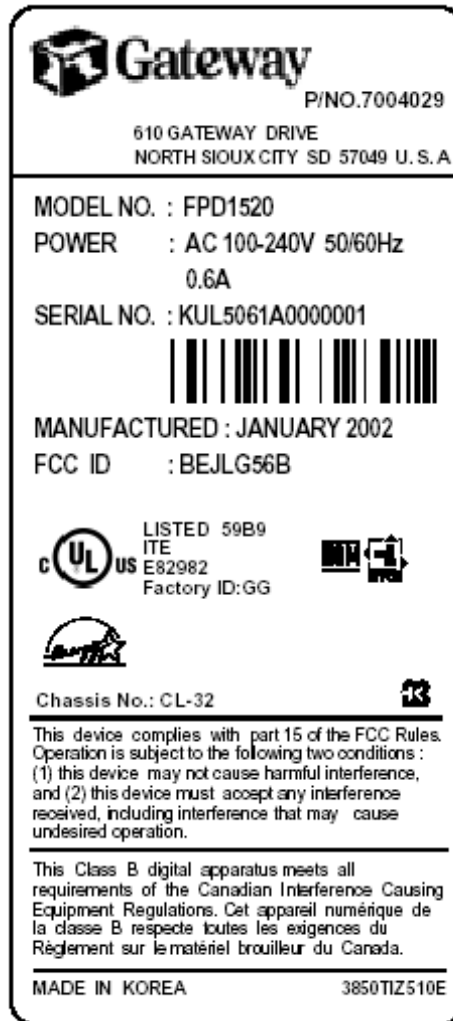 Gateway
P/NO.7004029
610 GATEWAY DRIVE
NORTH SIOUX CITY SD 57049 U.S.A
MODEL NO. : FPD1520
POWER : AC 100-240V 50/60Hz
0.6A
SERIAL NO. : KUL5061A0000001
MANUFACTURED : JANUARY 2002
FCC ID : BEJLG56B
LISTED 59B9
ITE
c UL US E82982
Factory ID:GG
Chassis No.: CL-32
This device complies with part 15 of the FCC Rules.
Operation is subject to the following two conditions :
(1) this device may not cause harmful interference,
and (2) this device must accept any interference
received, including interference that may cause
undesired operation.
This Class B digital apparatus meets all
requirements of the Canadian Interference Causing
Equipment Regulations. Cet appareil numérique de
la classe B respecte toutes les exigences du
Règlement sur le matériel brouilleur du Canada.
MADE IN KOREA 3850TIZ510E